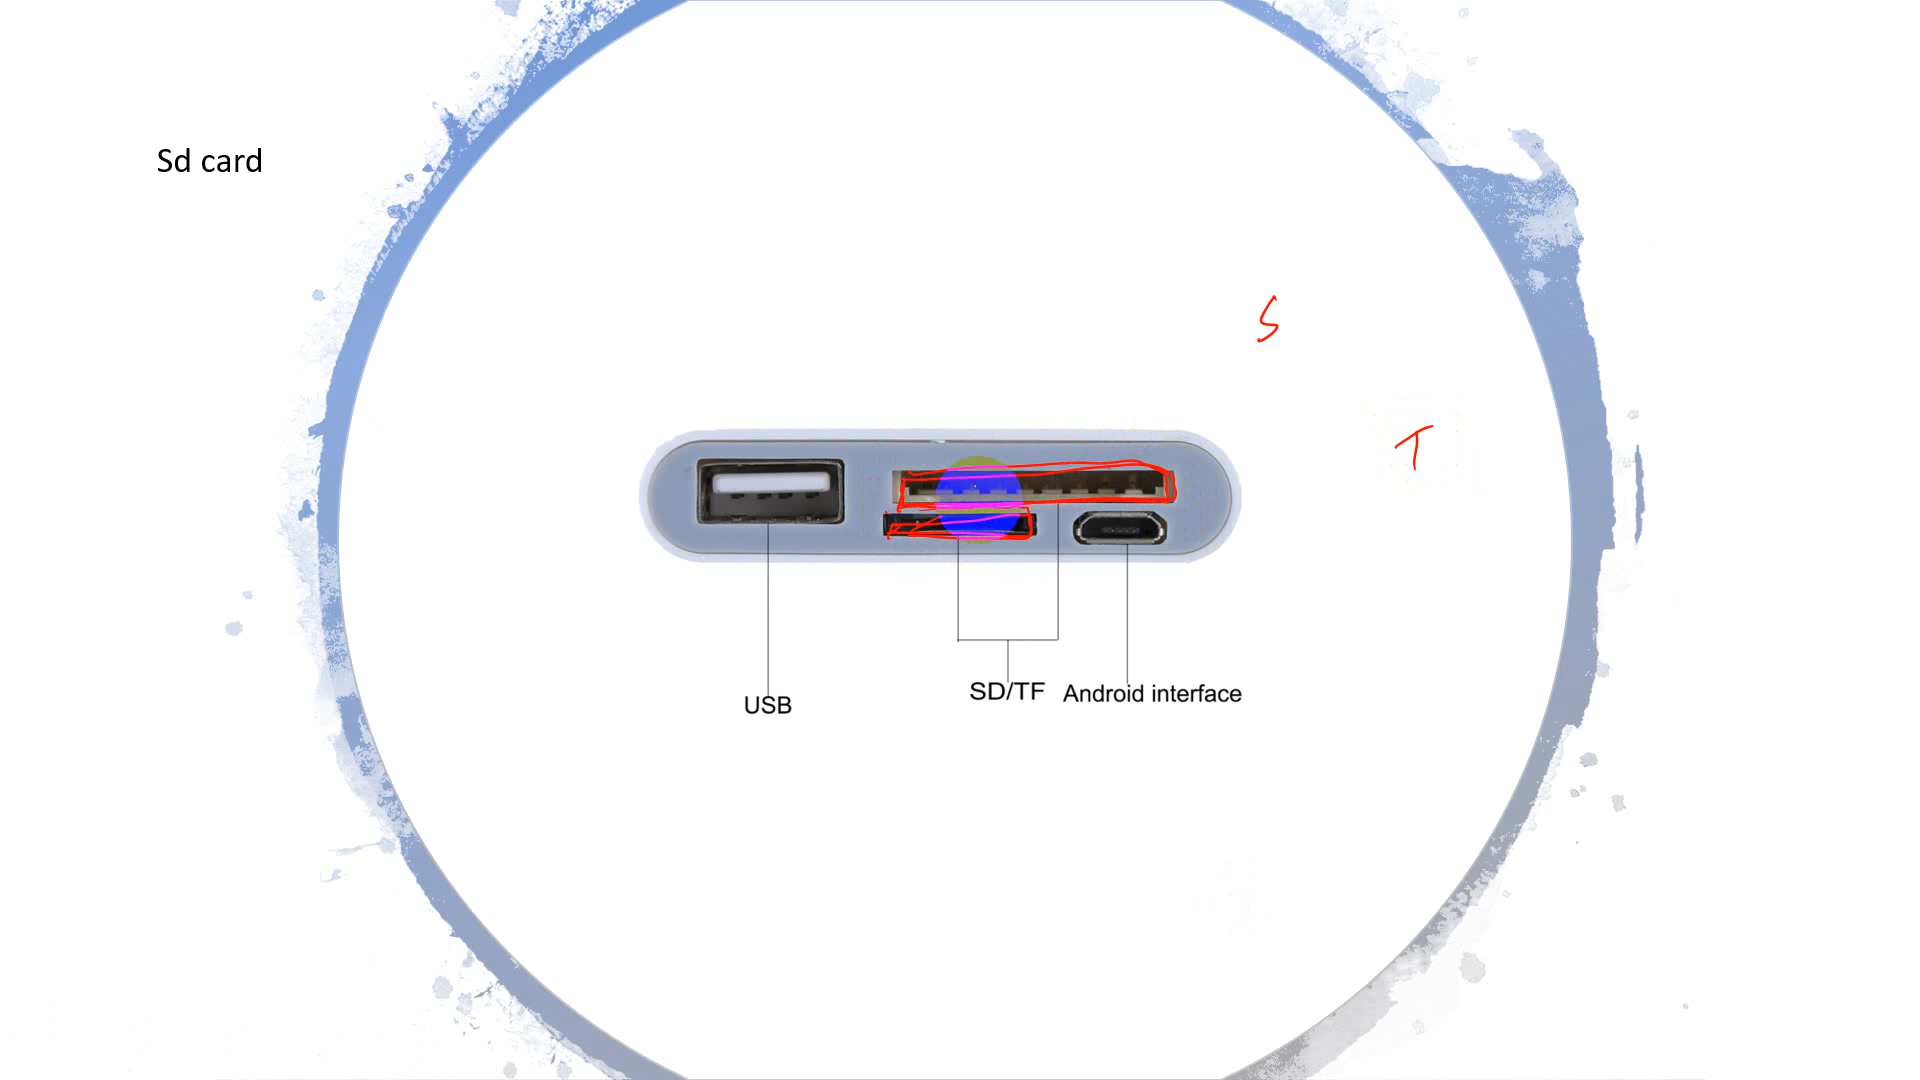 Sd card
S
T
SD/TF
Android interface
USB